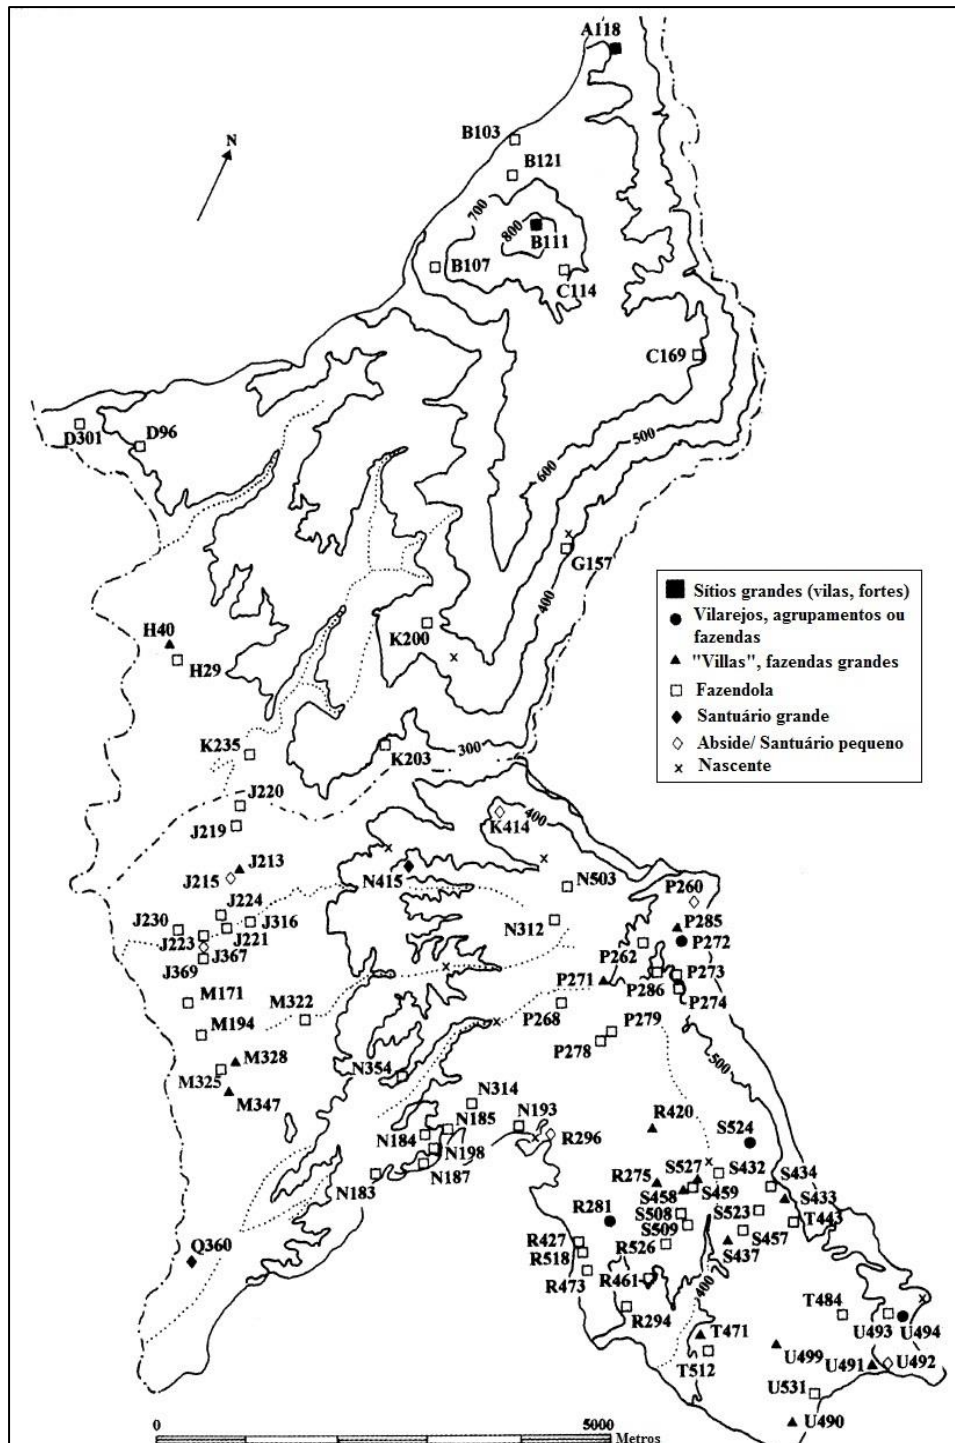 A118
B103
B121
N
700
800
B111
B107
C114
C169
D301
D96
500
600
G157
400
Sítios grandes (vilas, fortes)
Vilarejos, agrupamentos ou
fazendas
"Villas", fazendas grandes
Fazendola
Santuário grande
Abside/ Santuário pequeno
Nascente
K200
H40
H29
K235
K203
300
J220
J219
K414
400
J213
J215
N415
N503
P260
J224
J230
J316
J223
J221
N312
P285
P272
J367
J369
P262
P271
P286
P273
P274
M171
M322
P268
P279
M194
P278
M328
M325
M347
N354
500
N314
N185
N193
R420
S524
N184
R296
N198
N187
N183
S527
S432
S434
R275
S458
S459
S433
R281
S508
S523
T443
S509
R427
R526
S457
R518
S437
R473
R461
400
Q360
R294
T484
U493
U494
T471
T512
U499
U491
U492
U531
U490
0
5000
Metros